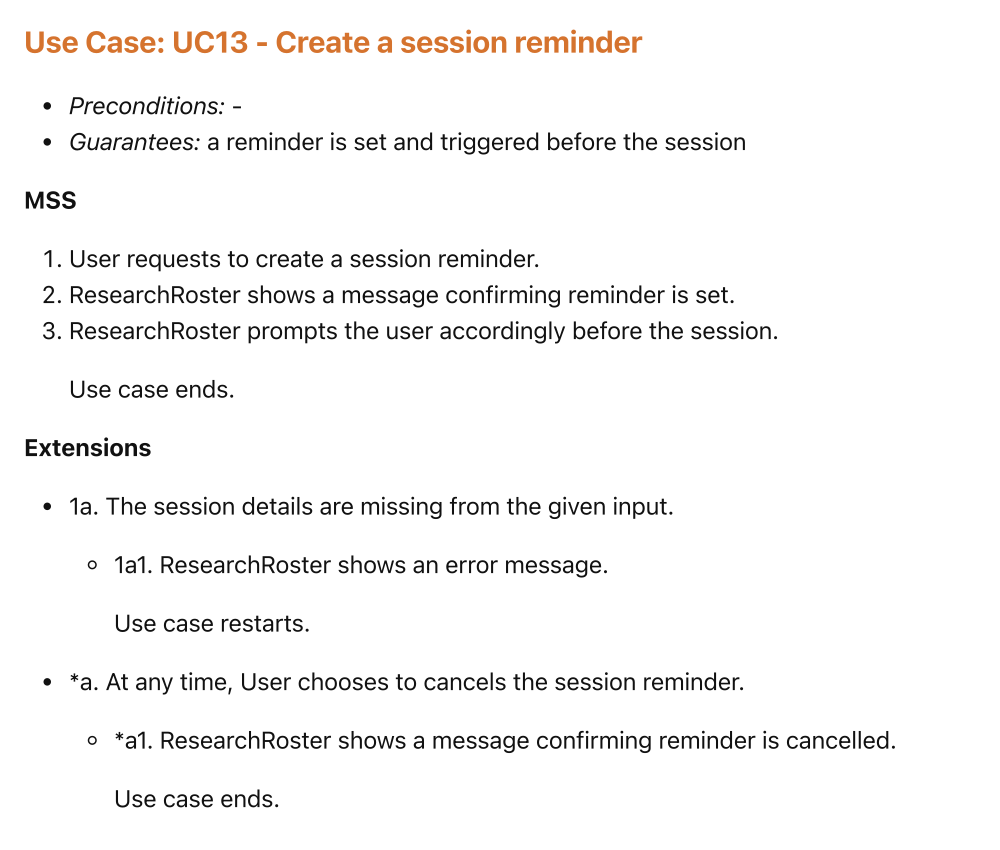 Use Case: UC13 - Create a session reminder
• Preconditions: -
• Guarantees: a reminder is set and triggered before the session
MSS
1. User requests to create a session reminder.
2. ResearchRoster shows a message confirming reminder is set.
3. ResearchRoster prompts the user accordingly before the session.
Use case ends.
Extensions
• 1a. The session details are missing from the given input.
◦ 1a1. ResearchRoster shows an error message.
Use case restarts.
• *a. At any time, User chooses to cancels the session reminder.
◦ *a1. ResearchRoster shows a message confirming reminder is cancelled.
Use case ends.